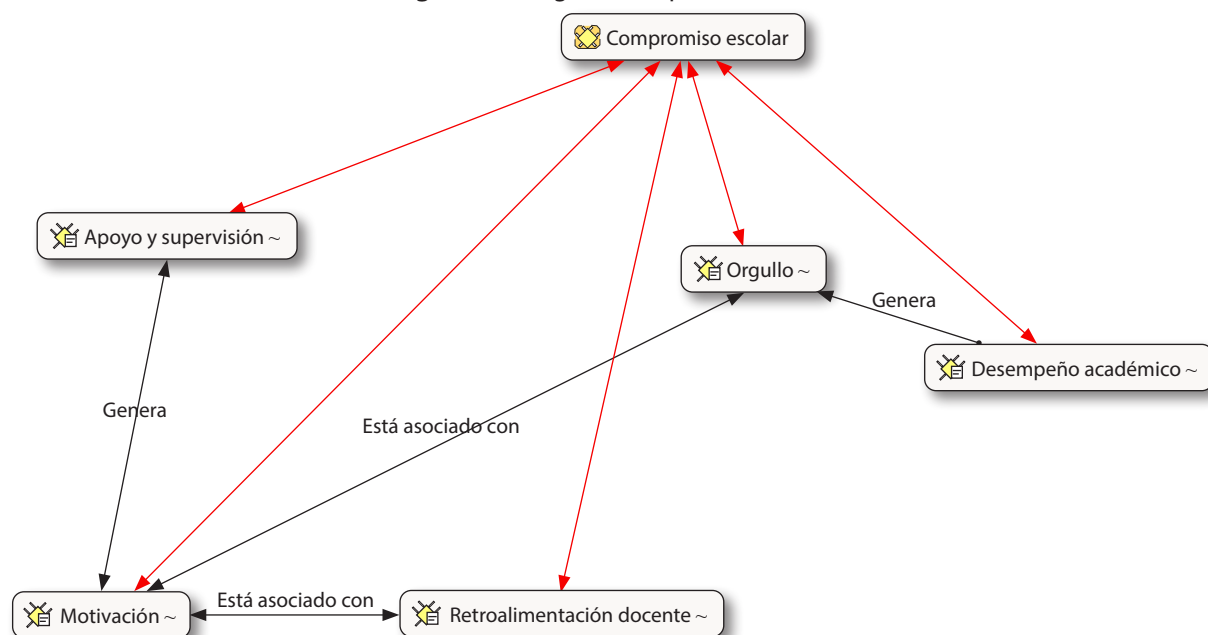 Compromiso escolar
Apoyo y supervisión ~
Orgullo ~
Genera
Desempeño académico ~
Genera
Está asociado con
Motivación ~
Está asociado con
Retroalimentación docente ~